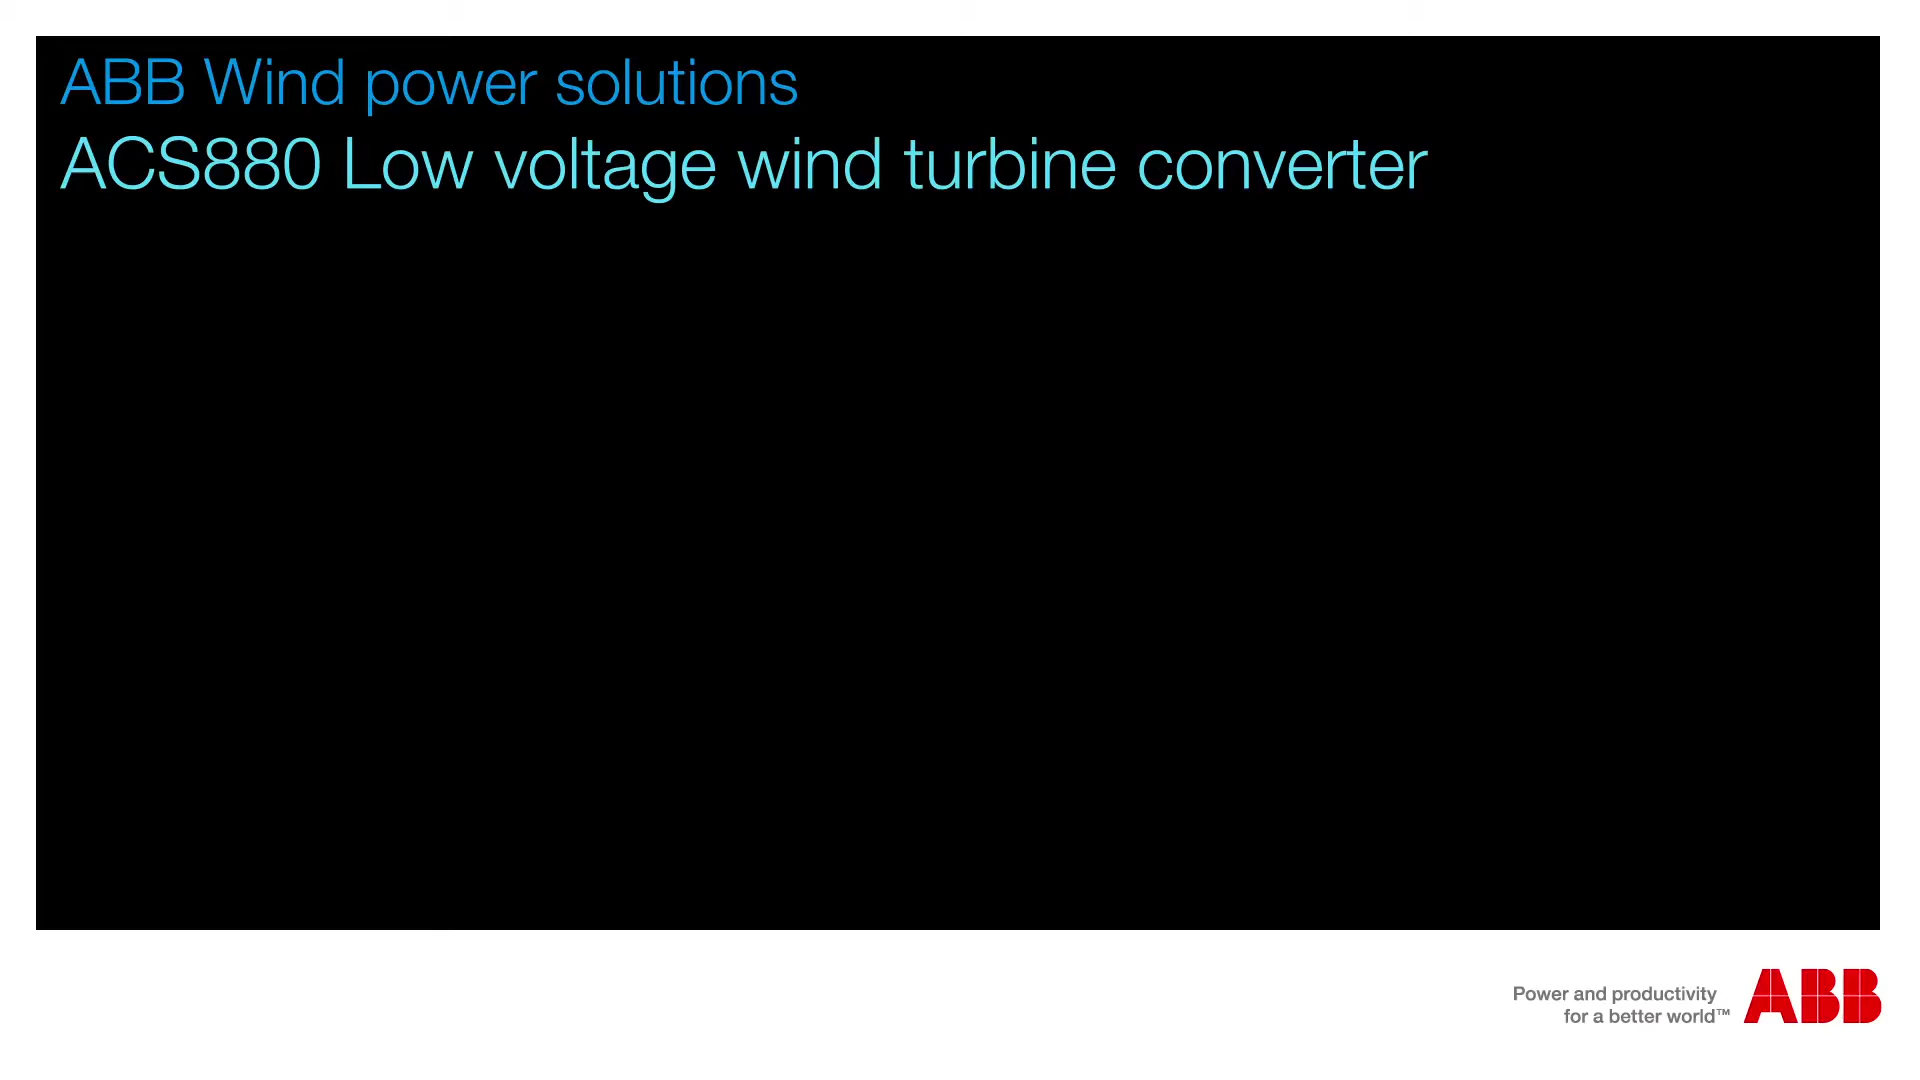 ABB Wind power solutions
ACS880 Low voltage wind turbine converter
Power and productivity
for a better world™
ABB